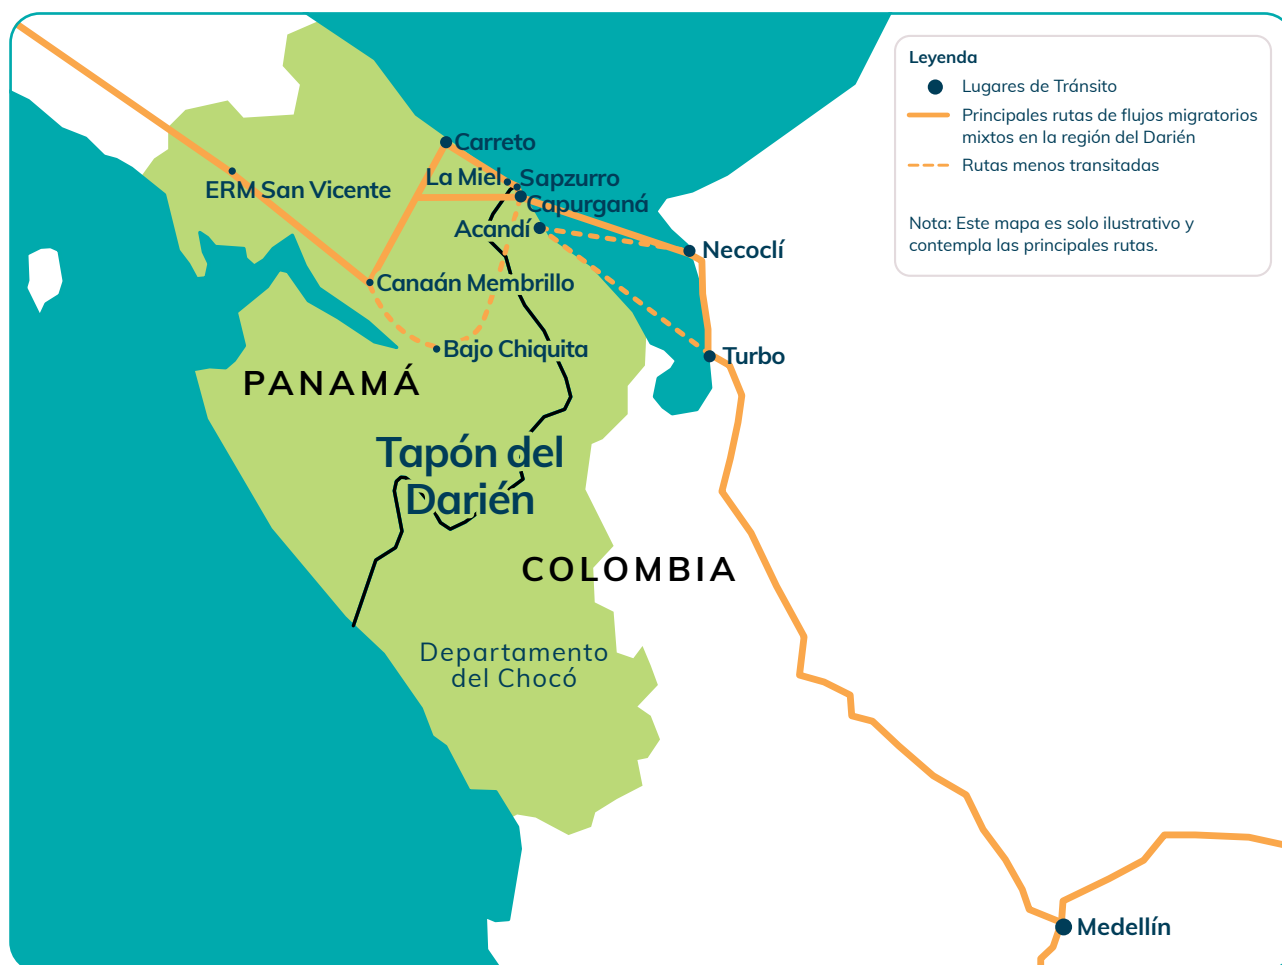 Leyenda
Lugares de Tránsito
Principales rutas de flujos migratorios
mixtos en la región del Darién
Rutas menos transitadas
Nota: Este mapa es solo ilustrativo y
contempla las principales rutas.
Carreto
La Miel
Sapzurro
ERM San Vicente
Capurganá
Acandí
Necoclí
Canaán Membrillo
Bajo Chiquita
Turbo
PANAMÁ
Tapón del
Darién
COLOMBIA
Departamento
del Chocó
Medellín